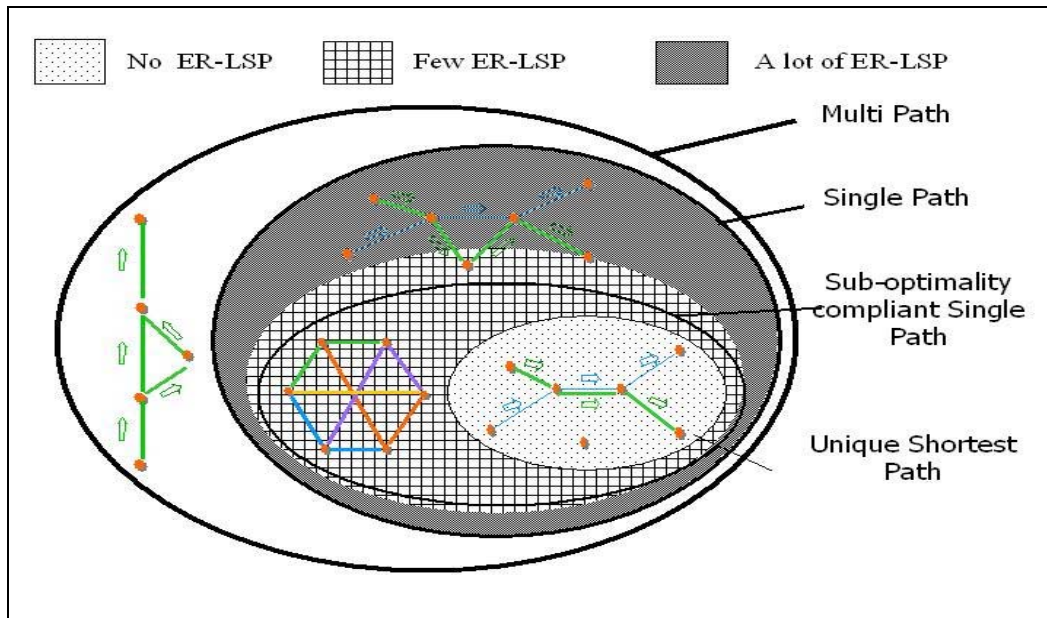 No ER-LSP
Few ER-LSP
A lot of ER-LSP
Multi Path
Single Path
Sub-optimality
compliant Single
Path
Unique Shortest
Path